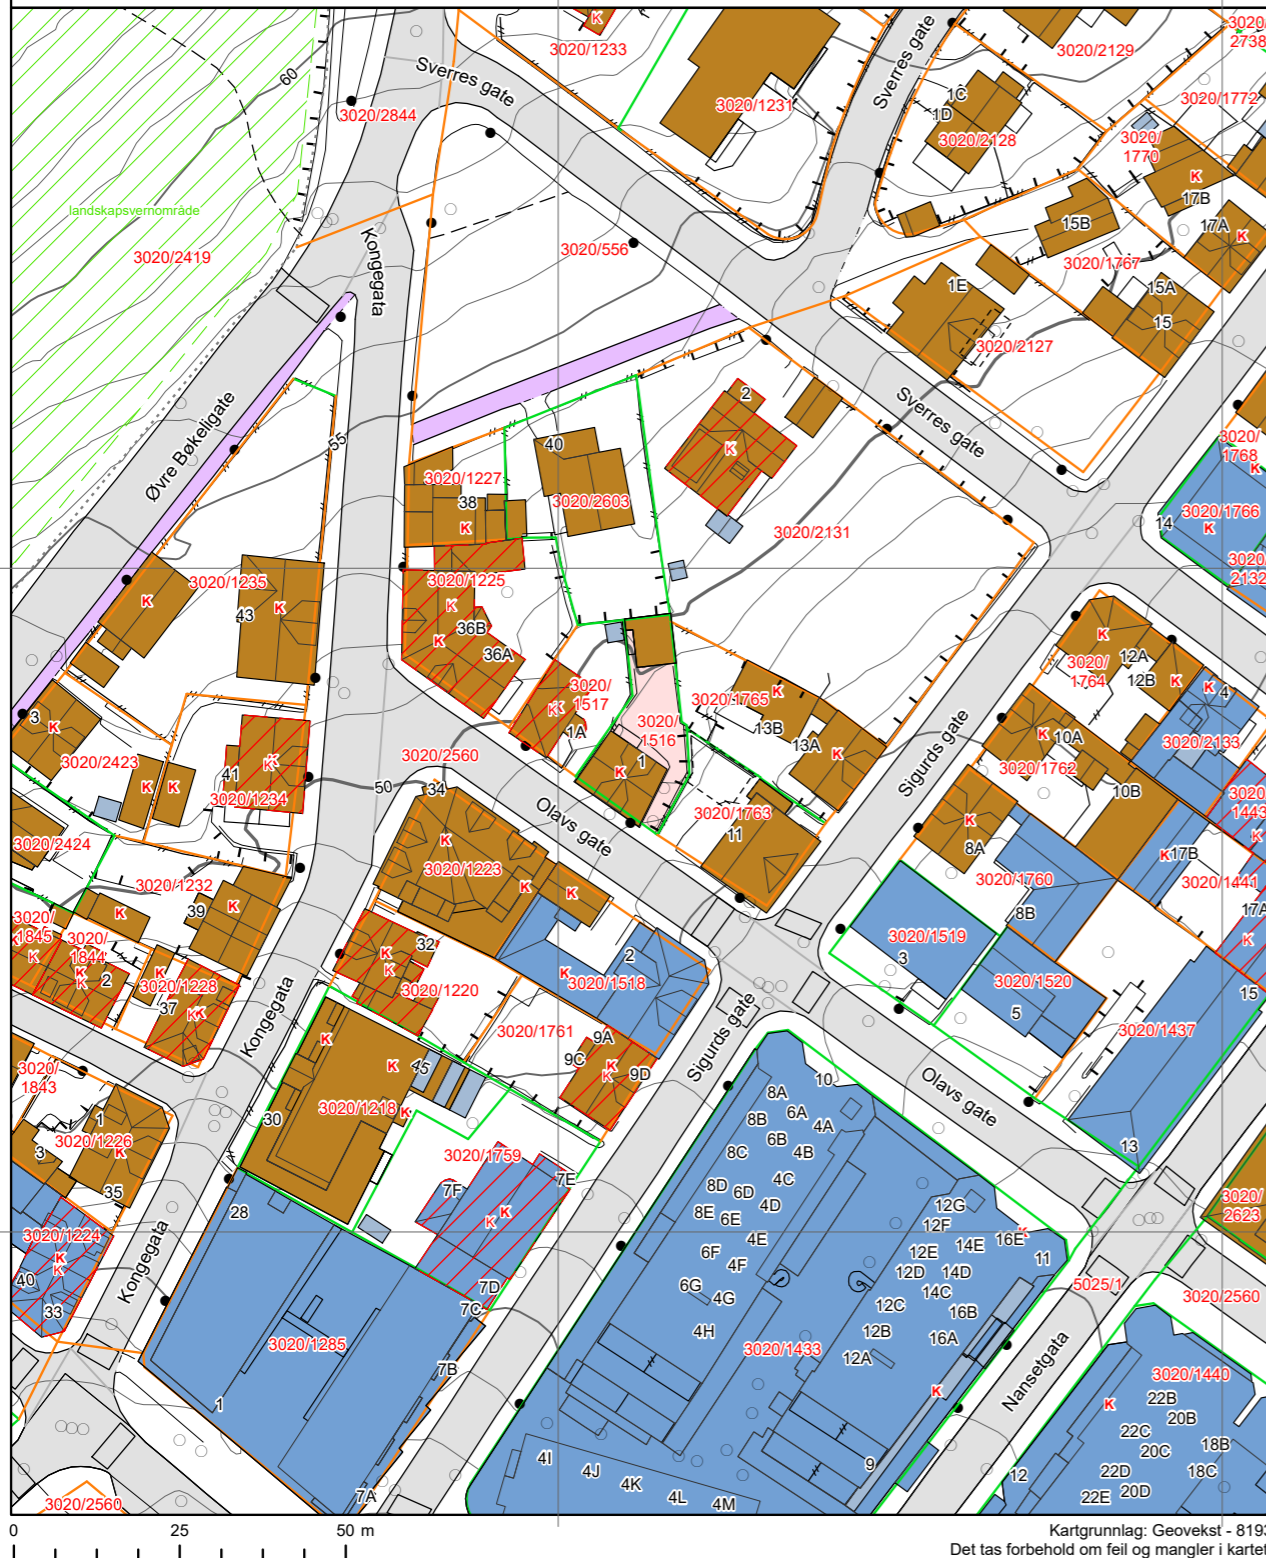 K
3020/1233
3020/2129
3020/
2738
Sverres gate
Sverres gate
60
3020/2844
3020/1231
1C
1D
3020/2128
3020/1772
3020/
1770
K
17B
17A
K
15B
landskapsvernområde
3020/2419
Kongegata
3020/556
3020/1767
1E
15A
15
3020/2127
Øvre Bøkeligate
55
2
K
Sverres gate
40
3020/1227
38
K
3020/2603
3020/2131
3020/
1768
K
3020/1766
K
14
3020/
2132
3020/1235
K
43
K
3020/1225
K
36B
K
36A
3020/
1517
K
1A
3020/1765
K
13B
13A
K
3020/
1516
1
K
K
12A
3020/
1764
12B
K
K
4
3
K
3020/2423
K
K
41
K
3020/1234
3020/2560
50
34
Sigurds gate
K
10A
3020/1762
10B
3020/2133
3020/
1443
K
3020/2424
Olavs gate
3020/1763
11
K
8A
K
17B
3020/1232
K
39
K
K
3020/1223
K
K
3020/1760
8B
3020/1441
17A
K
3020/
1845
K
3020/
1844
K
K
2
K
3020/1228
37
K
K
32
K
K
3020/1220
2
K
3020/1518
3020/1519
3
3020/1520
5
15
Kongegata
K
K
45
3020/1761
9A
9C
K
K
9D
Sigurds gate
3020/1437
3020/
1843
3020/1218
K
30
1
3020/1226
K
3
35
3020/1759
7F
7E
K
K
10
8A
6A
8B
4A
6B
8C
4B
4C
8D
6D
4D
8E
6E
4E
6F
4F
6G
4G
4H
Olavs gate
13
3020/
2623
28
3020/1224
K
K
40
33
Kongegata
12G
12F
K
14E
16E
12E
11
12D
14D
14C
12C
16B
12B
16A
12A
5025/1
3020/2560
7D
7C
7B
3020/1285
3020/1433
1
K
Nansetgata
3020/1440
K
22B
20B
22C
20C
18B
22D
18C
20D
22E
4I
4J
4K
4L
4M
9
12
7A
3020/2560
0 25 50 m
Kartgrunnlag: Geovekst - 8193
Det tas forbehold om feil og mangler i kartet